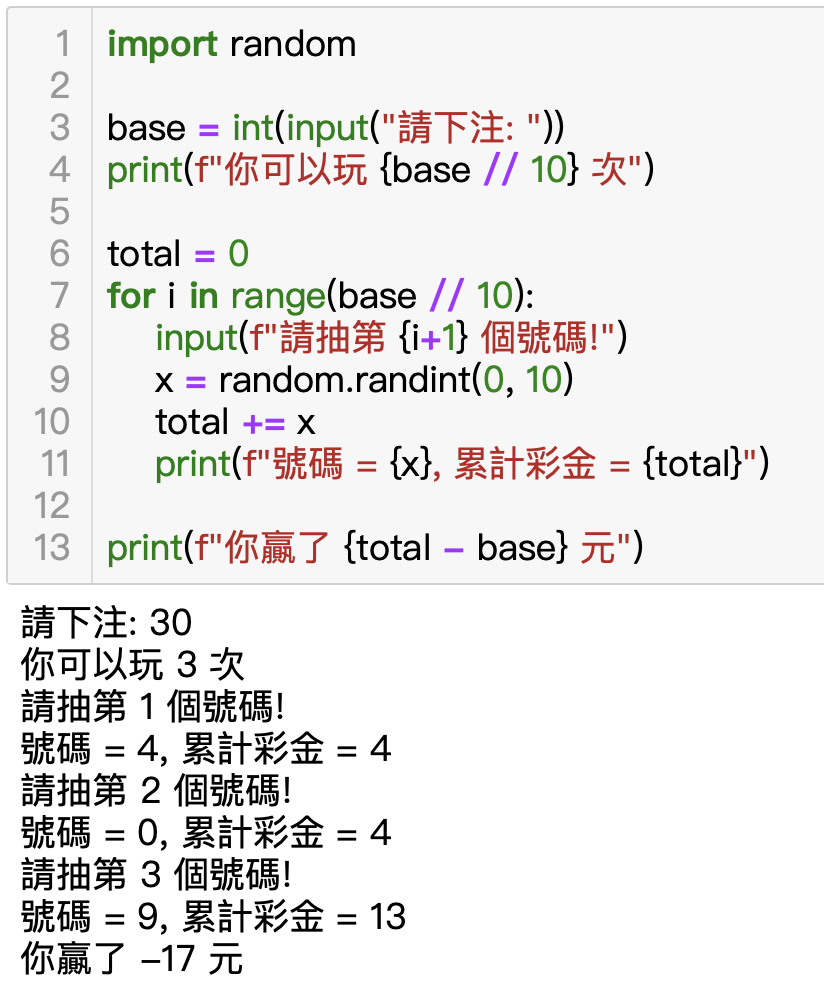 1 import random
2
3 base = int(input("請下注: "))
4 print(f"你可以玩 {base // 10} 次")
5
6 total = 0
7 for i in range(base // 10):
8     input(f"請抽第 {i+1} 個號碼!")
9     x = random.randint(0, 10)
10     total += x
11     print(f"號碼 = {x}, 累計彩金 = {total}")
12
13 print(f"你贏了 {total - base} 元")
請下注: 30
你可以玩 3 次
請抽第 1 個號碼!
號碼 = 4, 累計彩金 = 4
請抽第 2 個號碼!
號碼 = 0, 累計彩金 = 4
請抽第 3 個號碼!
號碼 = 9, 累計彩金 = 13
你贏了 -17 元